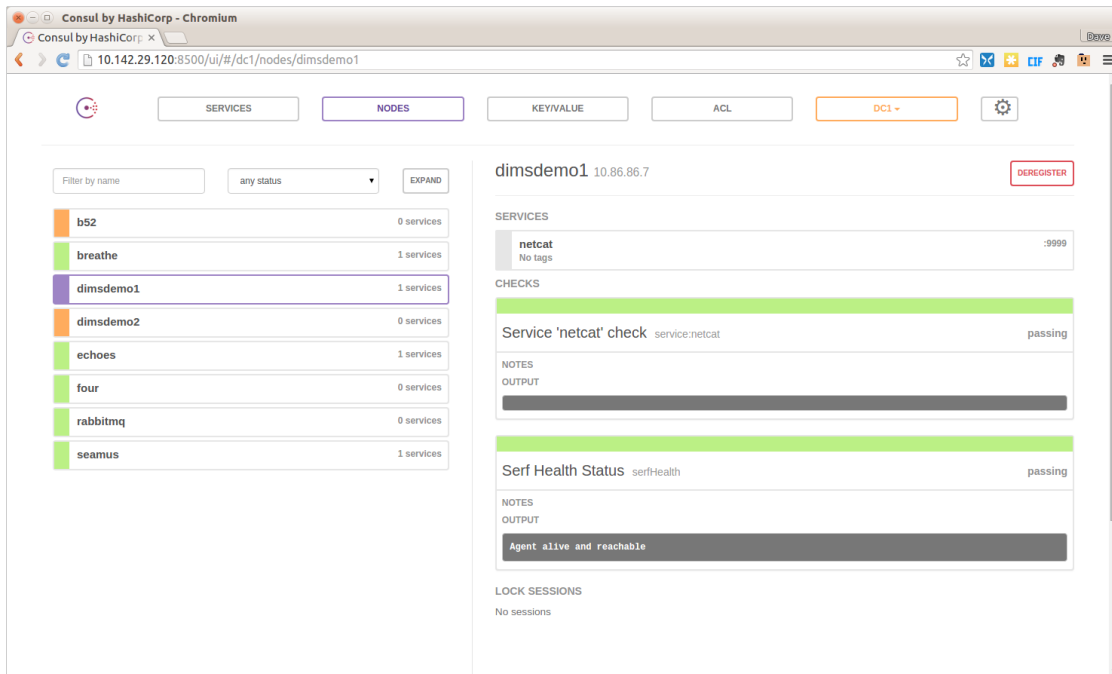 Consul by HashiCorp - Chromium
Consul by HashiCorp
Dave
10.142.29.120:8500/ui/#/dc1/nodes/dimsdemo1
CIF
SERVICES NODES KEY/VALUE ACL DC1
Filter by name any status EXPAND
b52 0 services
breathe 1 services
dimsdemo1 1 services
dimsdemo2 0 services
echoes 1 services
four 0 services
rabbitmq 0 services
seamus 1 services
dimsdemo1 10.86.86.7 DEREGISTER
SERVICES
netcat :9999
No tags
CHECKS
Service 'netcat' check service:netcat passing
NOTES
OUTPUT
Serf Health Status serfHealth passing
NOTES
OUTPUT
Agent alive and reachable
LOCK SESSIONS
No sessions